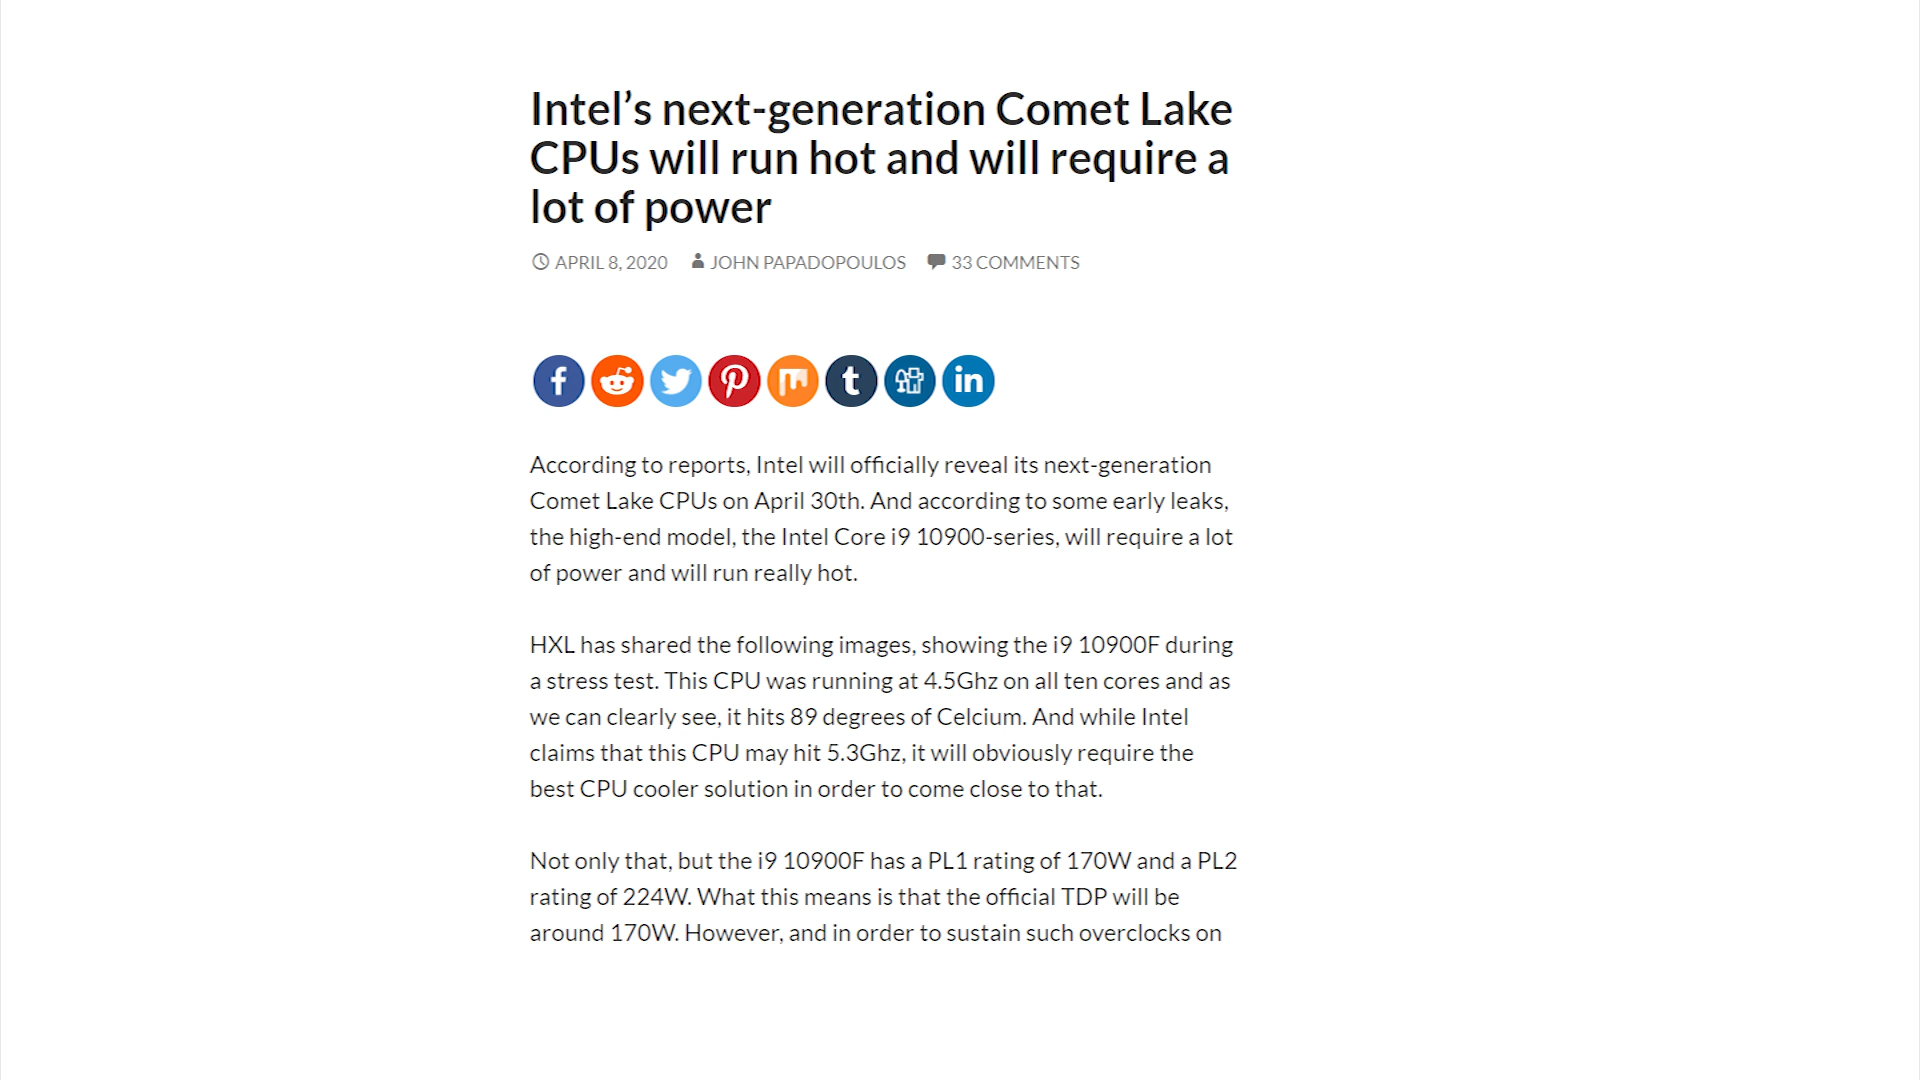 Intel’s next-generation Comet Lake
CPUs will run hot and will require a
lot of power
APRIL 8, 2020 JOHN PAPADOPOULOS 33 COMMENTS
According to reports, Intel will officially reveal its next-generation
Comet Lake CPUs on April 30th. And according to some early leaks,
the high-end model, the Intel Core i9 10900-series, will require a lot
of power and will run really hot.
HXL has shared the following images, showing the i9 10900F during
a stress test. This CPU was running at 4.5Ghz on all ten cores and as
we can clearly see, it hits 89 degrees of Celcium. And while Intel
claims that this CPU may hit 5.3Ghz, it will obviously require the
best CPU cooler solution in order to come close to that.
Not only that, but the i9 10900F has a PL1 rating of 170W and a PL2
rating of 224W. What this means is that the official TDP will be
around 170W. However, and in order to sustain such overclocks on